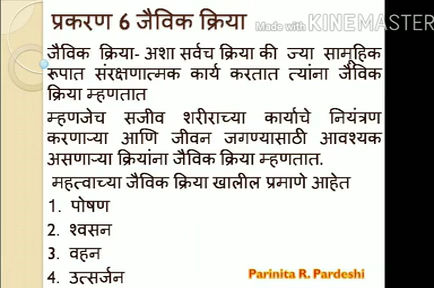 प्रकरण 6 जैविक क्रिया
Made with KINEMASTER
जैविक क्रिया- अशा सर्वच क्रिया की ज्या सामूहिक
रूपात संरक्षणात्मक कार्य करतात त्यांना जैविक
क्रिया म्हणतात
म्हणजेच सजीव शरीराच्या कार्याचे नियंत्रण
करणाऱ्या आणि जीवन जगण्यासाठी आवश्यक
असणाऱ्या क्रियांना जैविक क्रिया म्हणतात.
महत्वाच्या जैविक क्रिया खालील प्रमाणे आहेत
1. पोषण
2. श्वसन
3. वहन
4. उत्सर्जन
Parinita R. Pardeshi